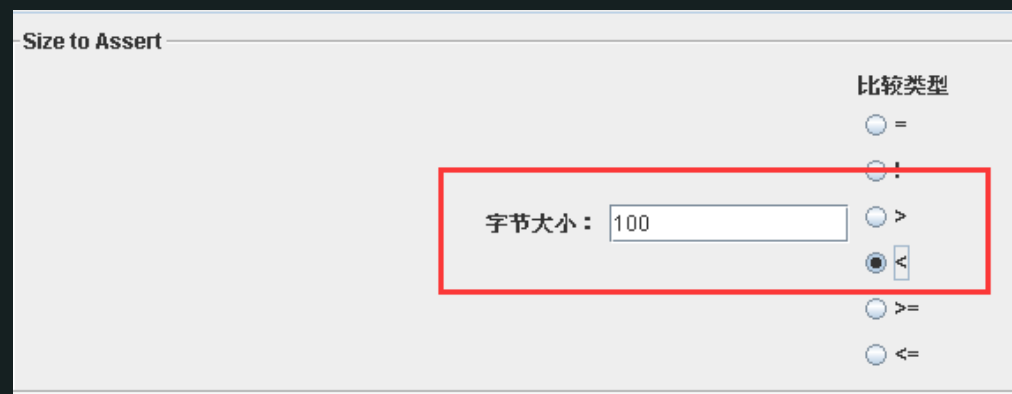 Size to Assert
比较类型
=
!
字节大小： 100
>
<
>=
<=